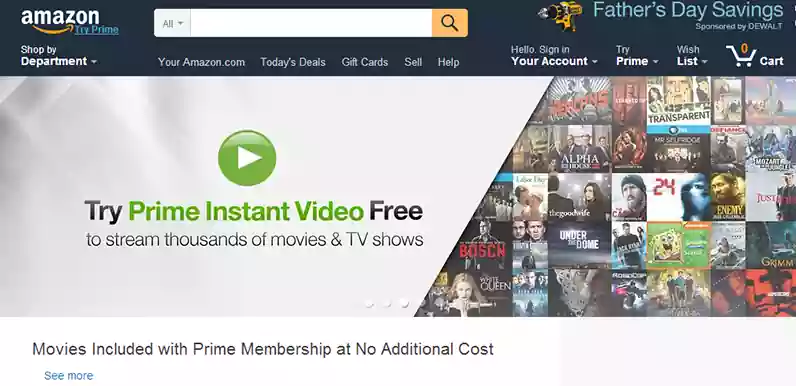 amazon
Try Prime
All
Father's Day Savings
Sponsored by DEWALT
Shop by
Department
Your Amazon.com
Today's Deals
Gift Cards
Sell
Help
Hello. Sign in
Your Account
Try
Prime
Wish
List
0
Cart
Try Prime Instant Video Free
to stream thousands of movies & TV shows
TRANSPARENT
MR SELFRIDGE
DEFIANCE
ALPHA
HOUSE
MOZART
IN THE JUNGLE
Labor Day
thegoodwife
24
ENEMY
BOSCH
UNDER
THE DOME
JACK RYAN
GRIMM
WHITE
QUEEN
ROBOCOP
Movies Included with Prime Membership at No Additional Cost
See more